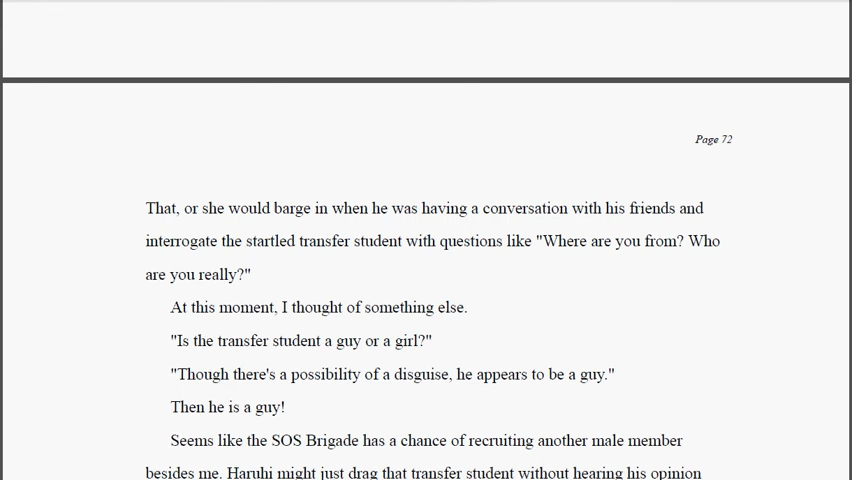 Page 72
That, or she would barge in when he was having a conversation with his friends and
interrogate the startled transfer student with questions like "Where are you from? Who
are you really?"
At this moment, I thought of something else.
"Is the transfer student a guy or a girl?"
"Though there's a possibility of a disguise, he appears to be a guy."
Then he is a guy!
Seems like the SOS Brigade has a chance of recruiting another male member
besides me. Haruhi might just drag that transfer student without hearing his opinion